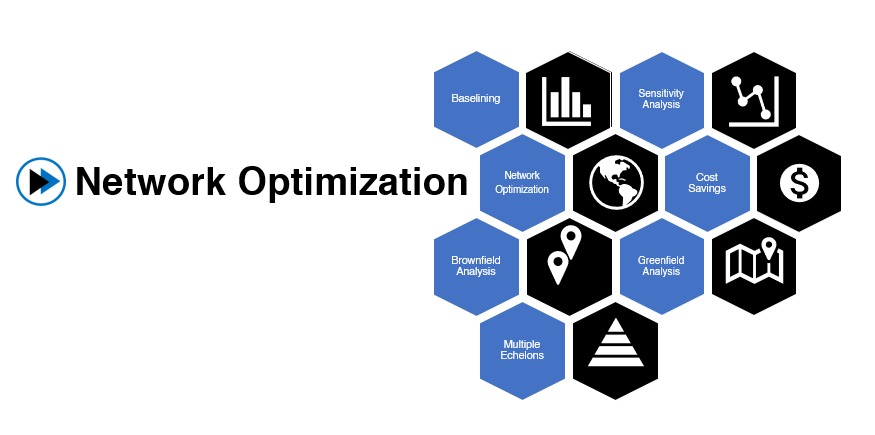 Network Optimization
Baselining
Sensitivity
Analysis
Network
Optimization
Cost
Savings
$
Brownfield
Analysis
Greenfield
Analysis
Multiple
Echelons